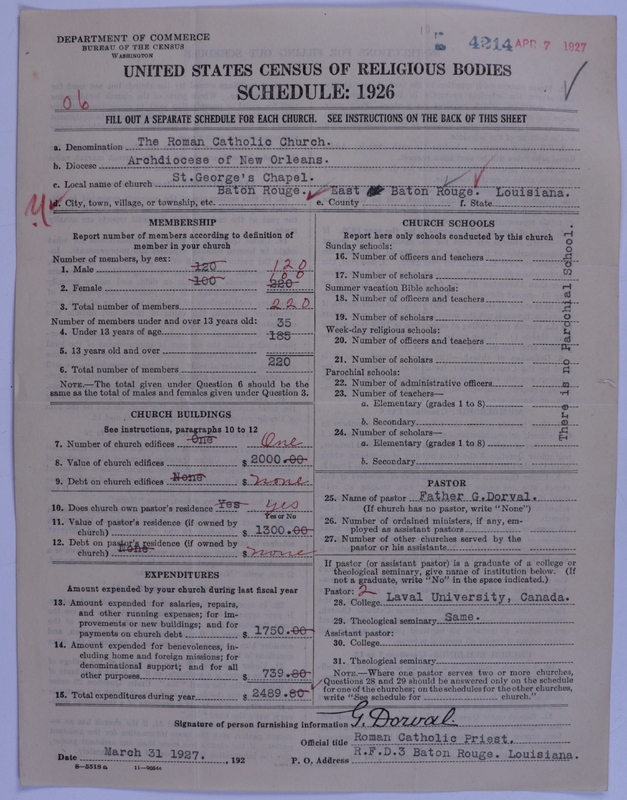 DEPARTMENT OF COMMERCE
BUREAU OF THE CENSUS
WASHINGTON
4214 APR 7 1927
UNITED STATES CENSUS OF RELIGIOUS BODIES
SCHEDULE: 1926
06
FILL OUT A SEPARATE SCHEDULE FOR EACH CHURCH. SEE INSTRUCTIONS ON THE BACK OF THIS SHEET
a. Denomination The Roman Catholic Church.
b. Diocese Archdiocese of New Orleans.
c. Local name of church St.George's Chapel.
d. City, town, village, or township, etc. Baton Rouge. e. County East Baton Rouge. f. State Louisiana.
MEMBERSHIP
Report number of members according to definition of member in your church
Number of members, by sex:
1. Male 120 120
2. Female 100 100 220
3. Total number of members 220
Number of members under and over 13 years old:
4. Under 13 years of age 35
5. 13 years old and over 185
6. Total number of members 220
NOTE.—The total given under Question 6 should be the same as the total of males and females given under Question 3.
CHURCH BUILDINGS
See instructions, paragraphs 10 to 12
7. Number of church edifices One One
8. Value of church edifices $ 2000.00
9. Debt on church edifices None $ none
10. Does church own pastor's residence Yes yes
Yes or No
11. Value of pastor's residence (if owned by church) $ 1300.00
12. Debt on pastor's residence (if owned by church) None $ none
EXPENDITURES
Amount expended by your church during last fiscal year
13. Amount expended for salaries, repairs, and other running expenses; for improvements or new buildings; and for payments on church debt $ 1750.00
14. Amount expended for benevolences, including home and foreign missions; for denominational support; and for all other purposes $ 739.80
15. Total expenditures during year $ 2489.80
CHURCH SCHOOLS
Report here only schools conducted by this church
Sunday schools:
16. Number of officers and teachers
17. Number of scholars
Summer vacation Bible schools:
18. Number of officers and teachers
19. Number of scholars
Week-day religious schools:
20. Number of officers and teachers
21. Number of scholars
Parochial schools:
22. Number of administrative officers
23. Number of teachers—
a. Elementary (grades 1 to 8)
b. Secondary
24. Number of scholars—
a. Elementary (grades 1 to 8)
b. Secondary
There is no Parochial School.
PASTOR
25. Name of pastor Father G.Dorval.
(If church has no pastor, write "None")
26. Number of ordained ministers, if any, employed as assistant pastors
27. Number of other churches served by the pastor or his assistants
If pastor (or assistant pastor) is a graduate of a college or theological seminary, give name of institution below. (If not a graduate, write "No" in the space indicated.)
Pastor: 2
28. College Laval University, Canada.
29. Theological seminary Same.
Assistant pastor:
30. College
31. Theological seminary
NOTE.—Where one pastor serves two or more churches, Questions 28 and 29 should be answered only on the schedule for one of the churches; on the schedules for the other churches, write "See schedule for church."
Signature of person furnishing information G. Dorval.
Official title Roman Catholic Priest.
Date March 31 1927. , 192 P. O. Address R.F.D.3 Baton Rouge. Louisiana.